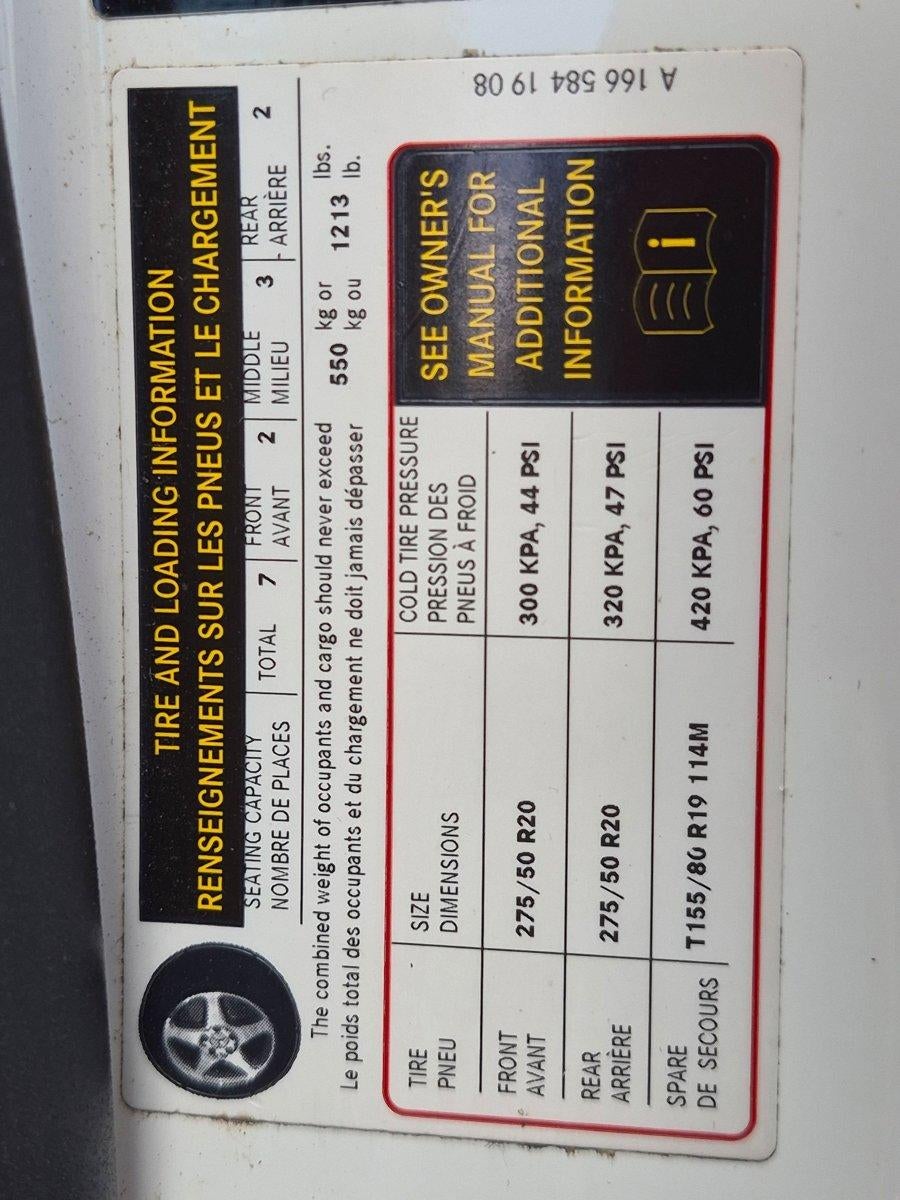 TIRE AND LOADING INFORMATION
RENSEIGNEMENTS SUR LES PNEUS ET LE CHARGEMENT
SEATING CAPACITY TOTAL 7 FRONT 2 MIDDLE 3 REAR 2
NOMBRE DE PLACES AVANT MILIEU ARRIÈRE
The combined weight of occupants and cargo should never exceed 550 kg or 1213 lbs.
Le poids total des occupants et du chargement ne doit jamais dépasser kg ou lb.
TIRE SIZE COLD TIRE PRESSURE
PNEU DIMENSIONS PRESSION DES
PNEUS À FROID
FRONT 275/50 R20 300 KPA, 44 PSI
AVANT
REAR 275/50 R20 320 KPA, 47 PSI
ARRIÈRE
SPARE T155/80 R19 114M 420 KPA, 60 PSI
DE SECOURS
SEE OWNER'S
MANUAL FOR
ADDITIONAL
INFORMATION
i
A 166 584 19 08